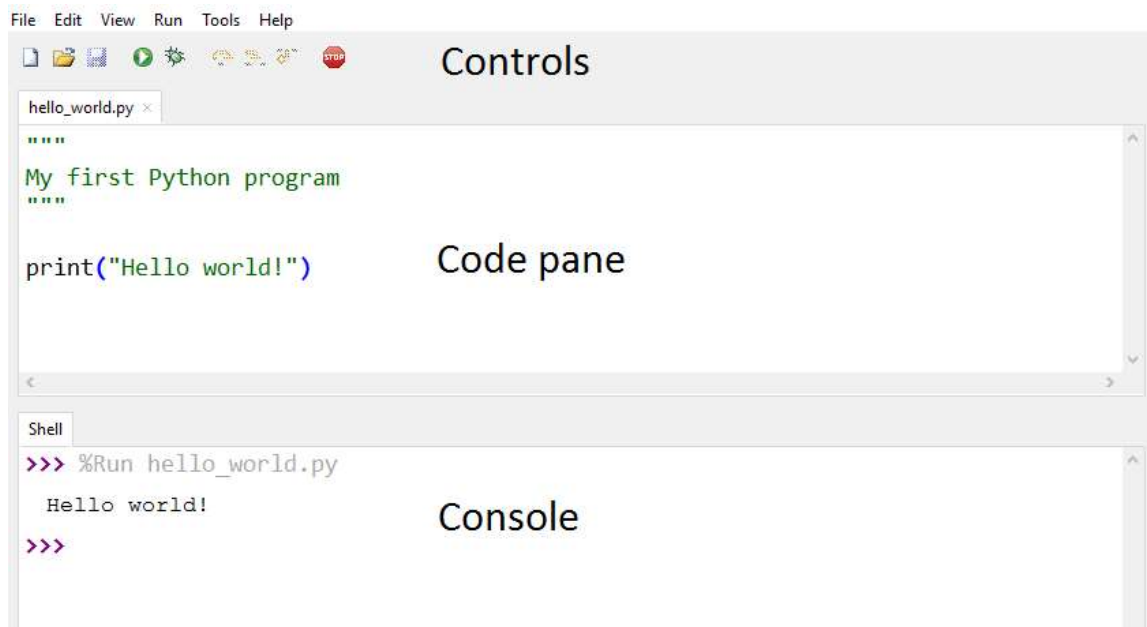 File Edit View Run Tools Help
STOP
Controls
hello_world.py ×
"""
My first Python program
"""
print("Hello world!")
Code pane
Shell
>>> %Run hello_world.py
Hello world!
Console
>>>